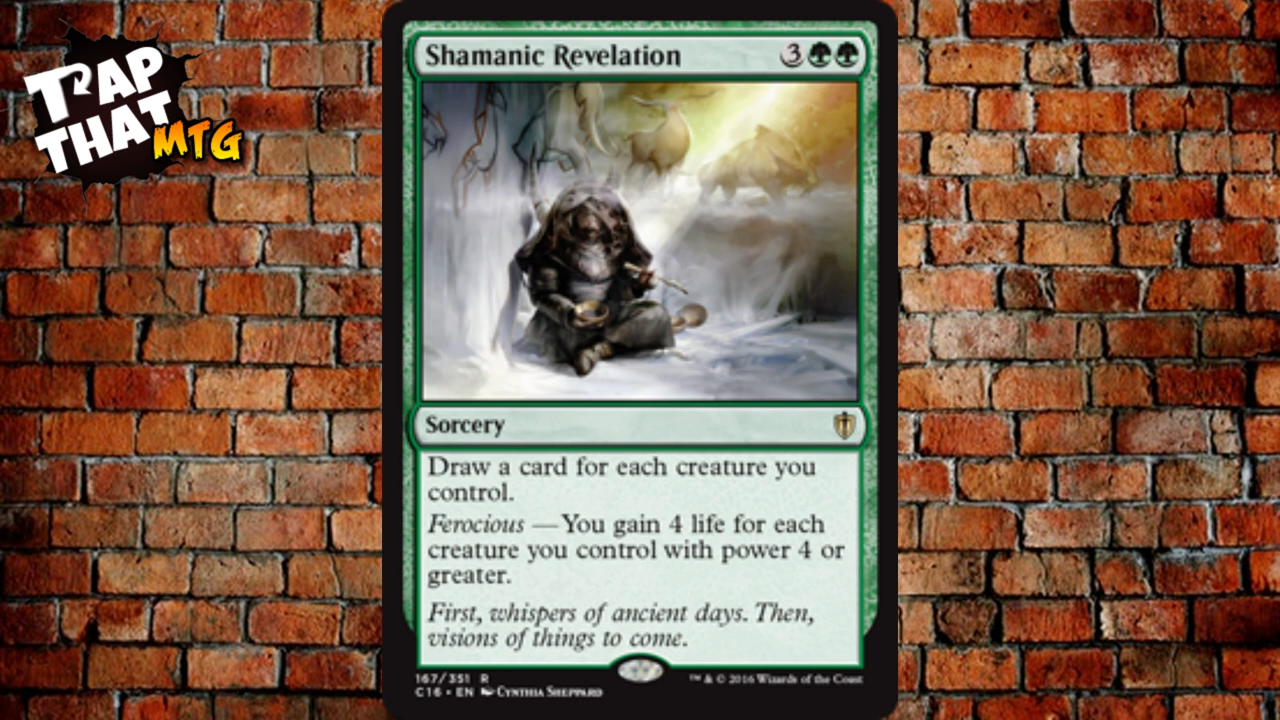 TRAP
THAT
MTG
Shamanic Revelation 3
Sorcery
Draw a card for each creature you
control.
Ferocious — You gain 4 life for each
creature you control with power 4 or
greater.
First, whispers of ancient days. Then,
visions of things to come.
167/351 R
C16 • EN Cynthia Sheppard
™ & © 2016 Wizards of the Coast